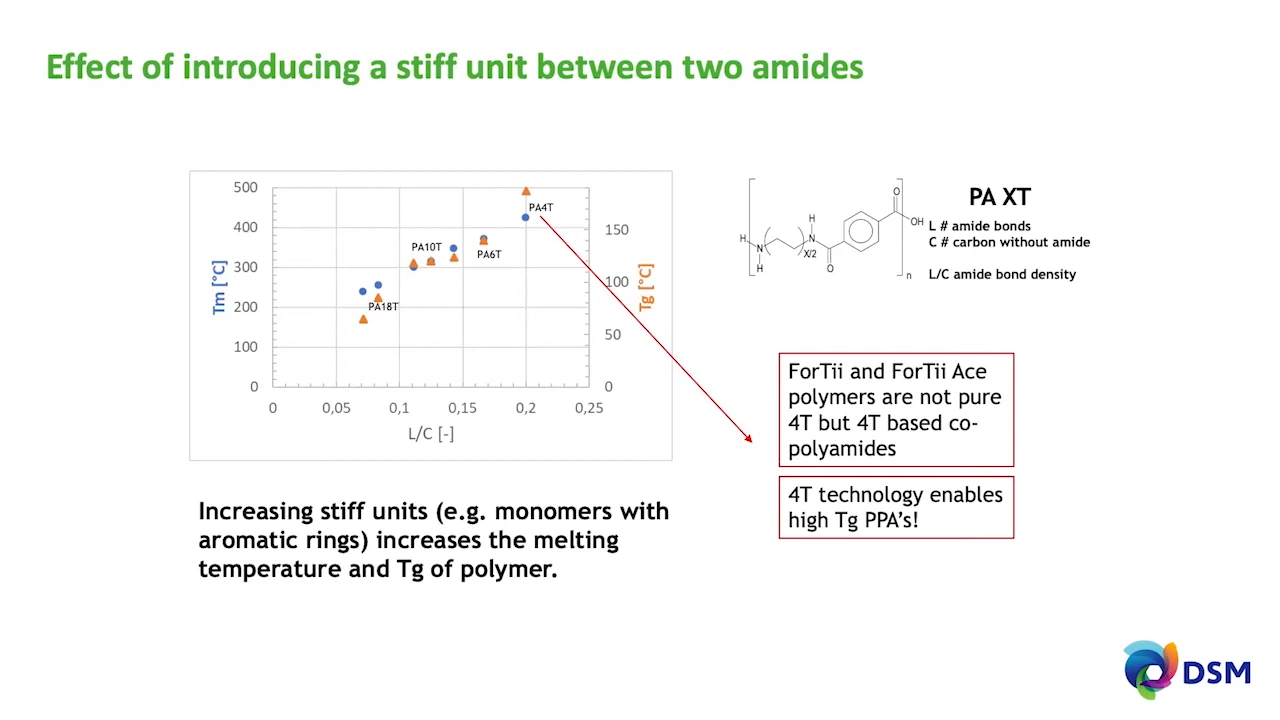 Effect of introducing a stiff unit between two amides
500
400
300
200
100
0
Tm [°C]
150
100
50
0
Tg [°C]
PA4T
PA10T
PA6T
PA18T
0
0,05
0,1
0,15
0,2
0,25
L/C [-]
H
N
H
X/2
H
N
O
O
OH
n
PA XT
L # amide bonds
C # carbon without amide
L/C amide bond density
ForTii and ForTii Ace
polymers are not pure
4T but 4T based co-
polyamides
4T technology enables
high Tg PPA's!
Increasing stiff units (e.g. monomers with
aromatic rings) increases the melting
temperature and Tg of polymer.
DSM